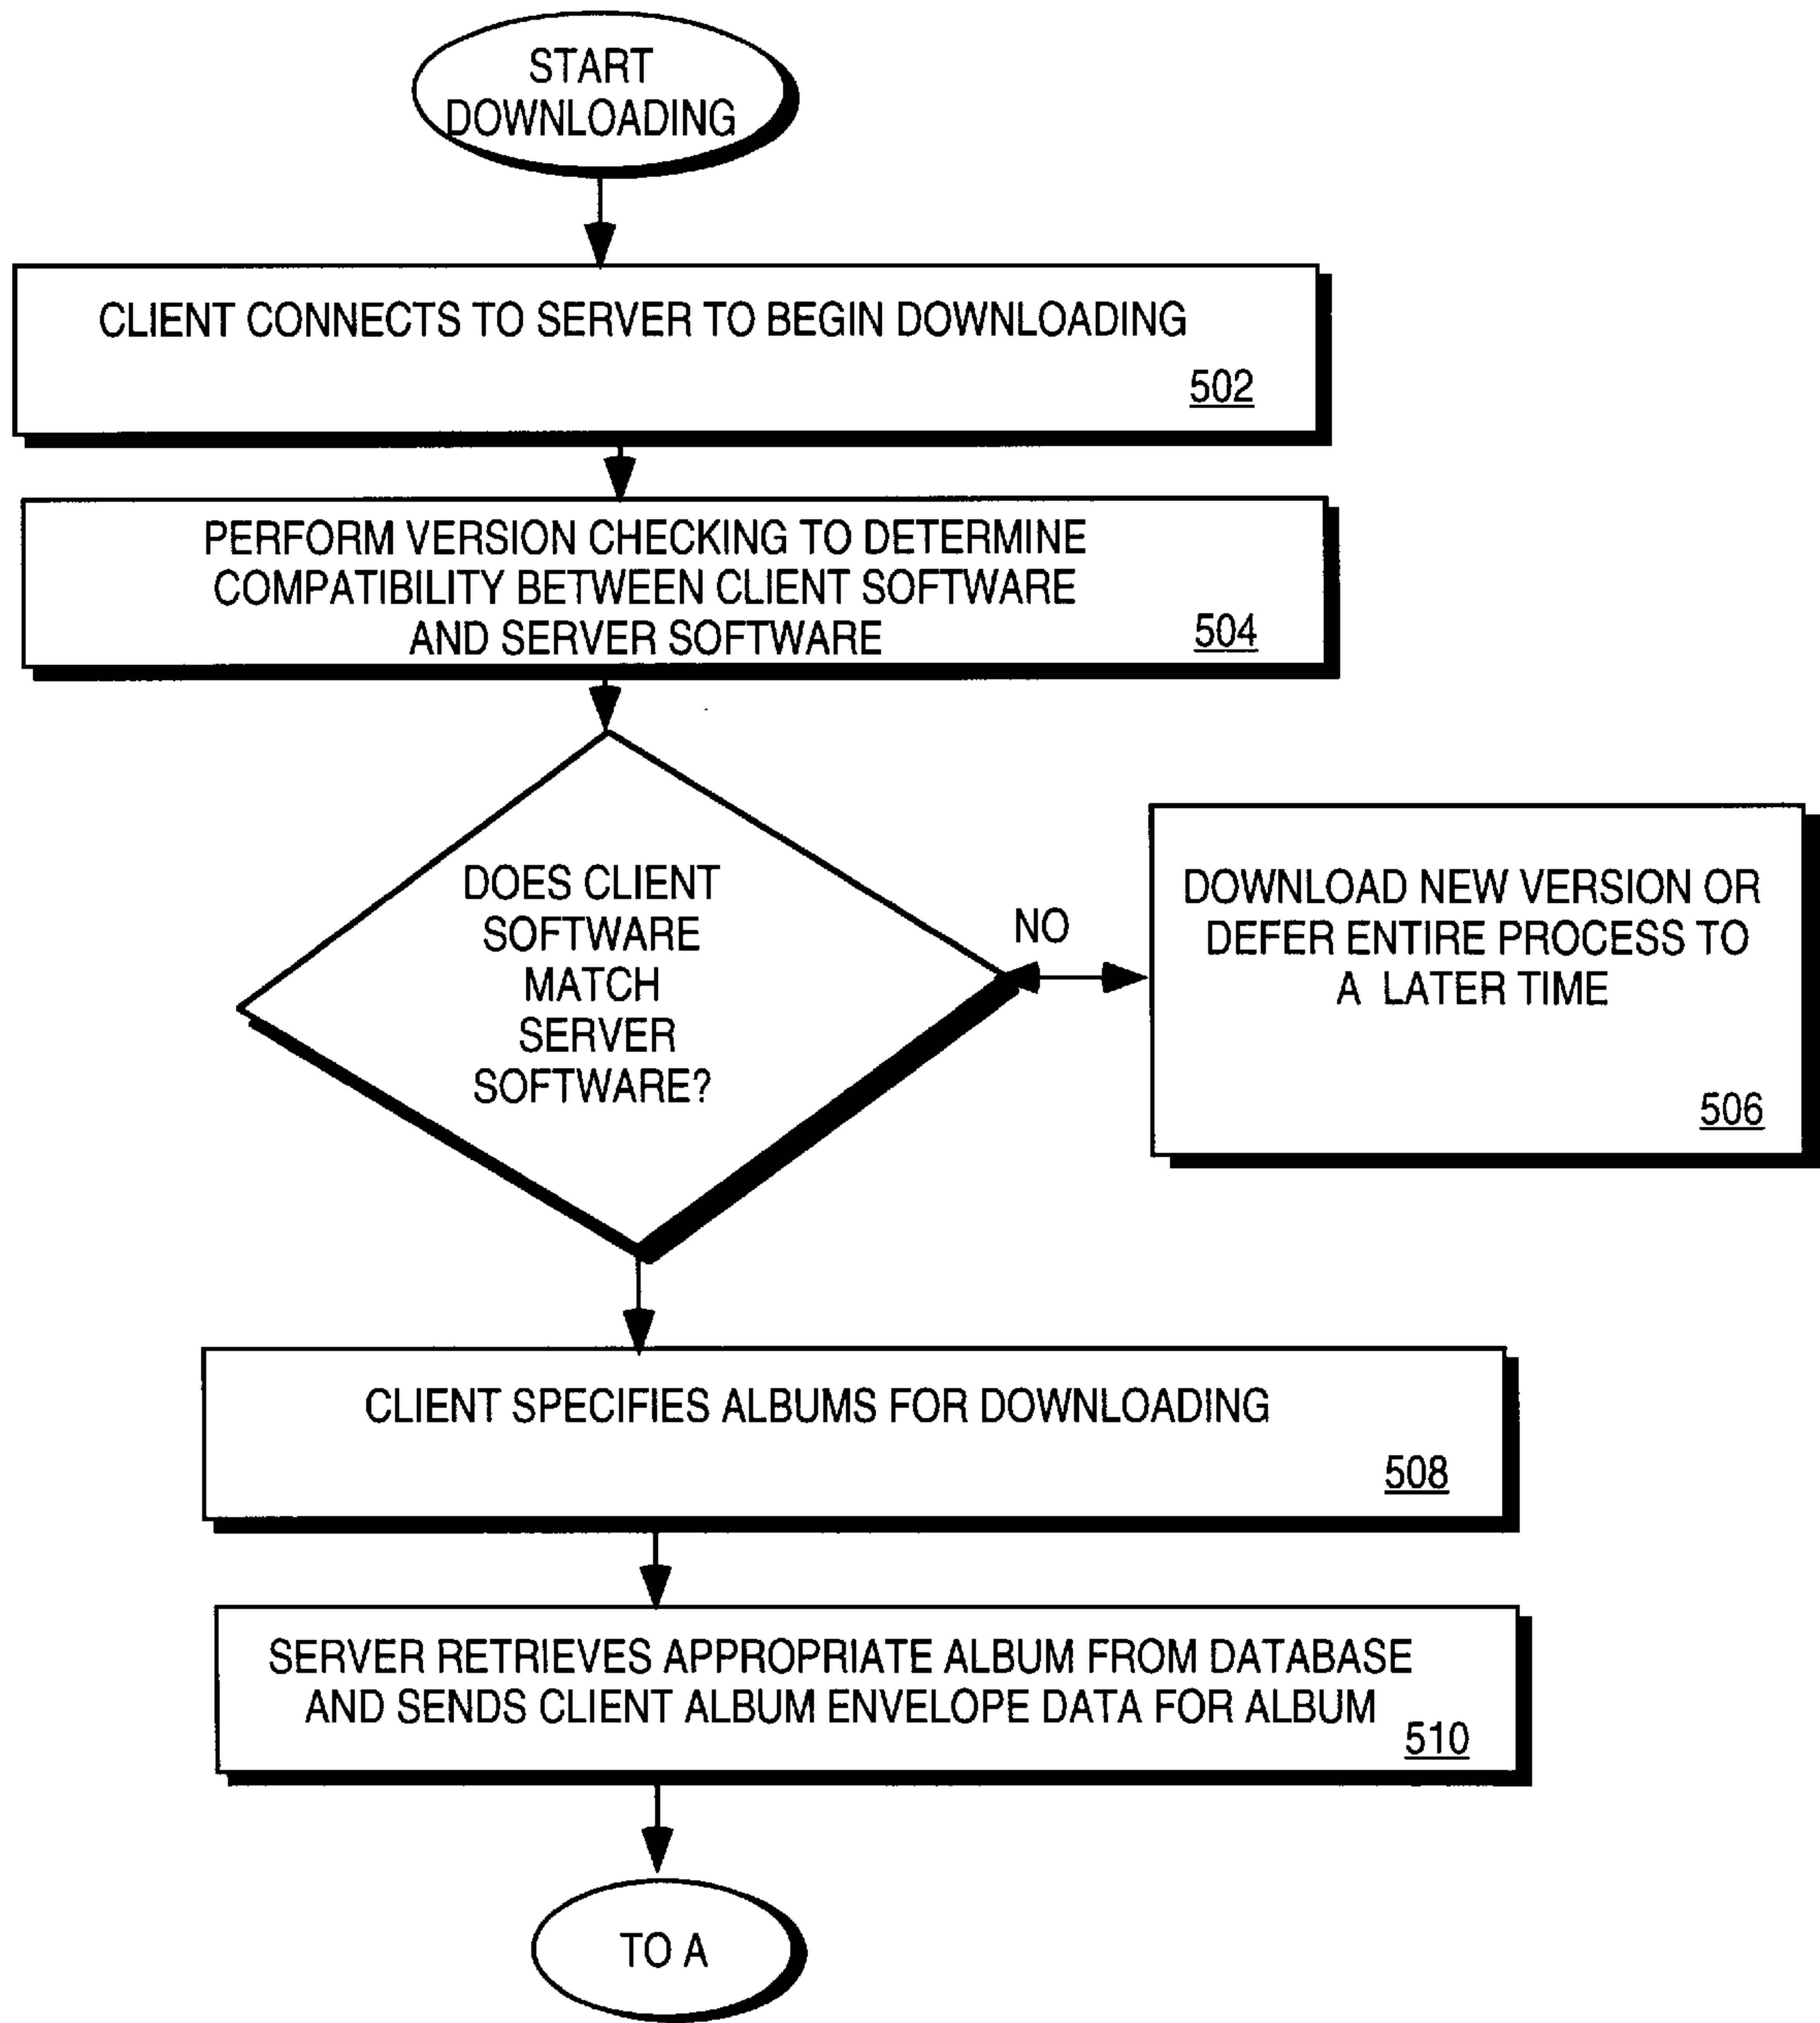 START
DOWNLOADING
CLIENT CONNECTS TO SERVER TO BEGIN DOWNLOADING
502
PERFORM VERSION CHECKING TO DETERMINE
COMPATIBILITY BETWEEN CLIENT SOFTWARE
AND SERVER SOFTWARE
504
DOES CLIENT
SOFTWARE
MATCH
SERVER
SOFTWARE?
NO
DOWNLOAD NEW VERSION OR
DEFER ENTIRE PROCESS TO
A LATER TIME
506
CLIENT SPECIFIES ALBUMS FOR DOWNLOADING
508
SERVER RETRIEVES APPROPRIATE ALBUM FROM DATABASE
AND SENDS CLIENT ALBUM ENVELOPE DATA FOR ALBUM
510
TO A